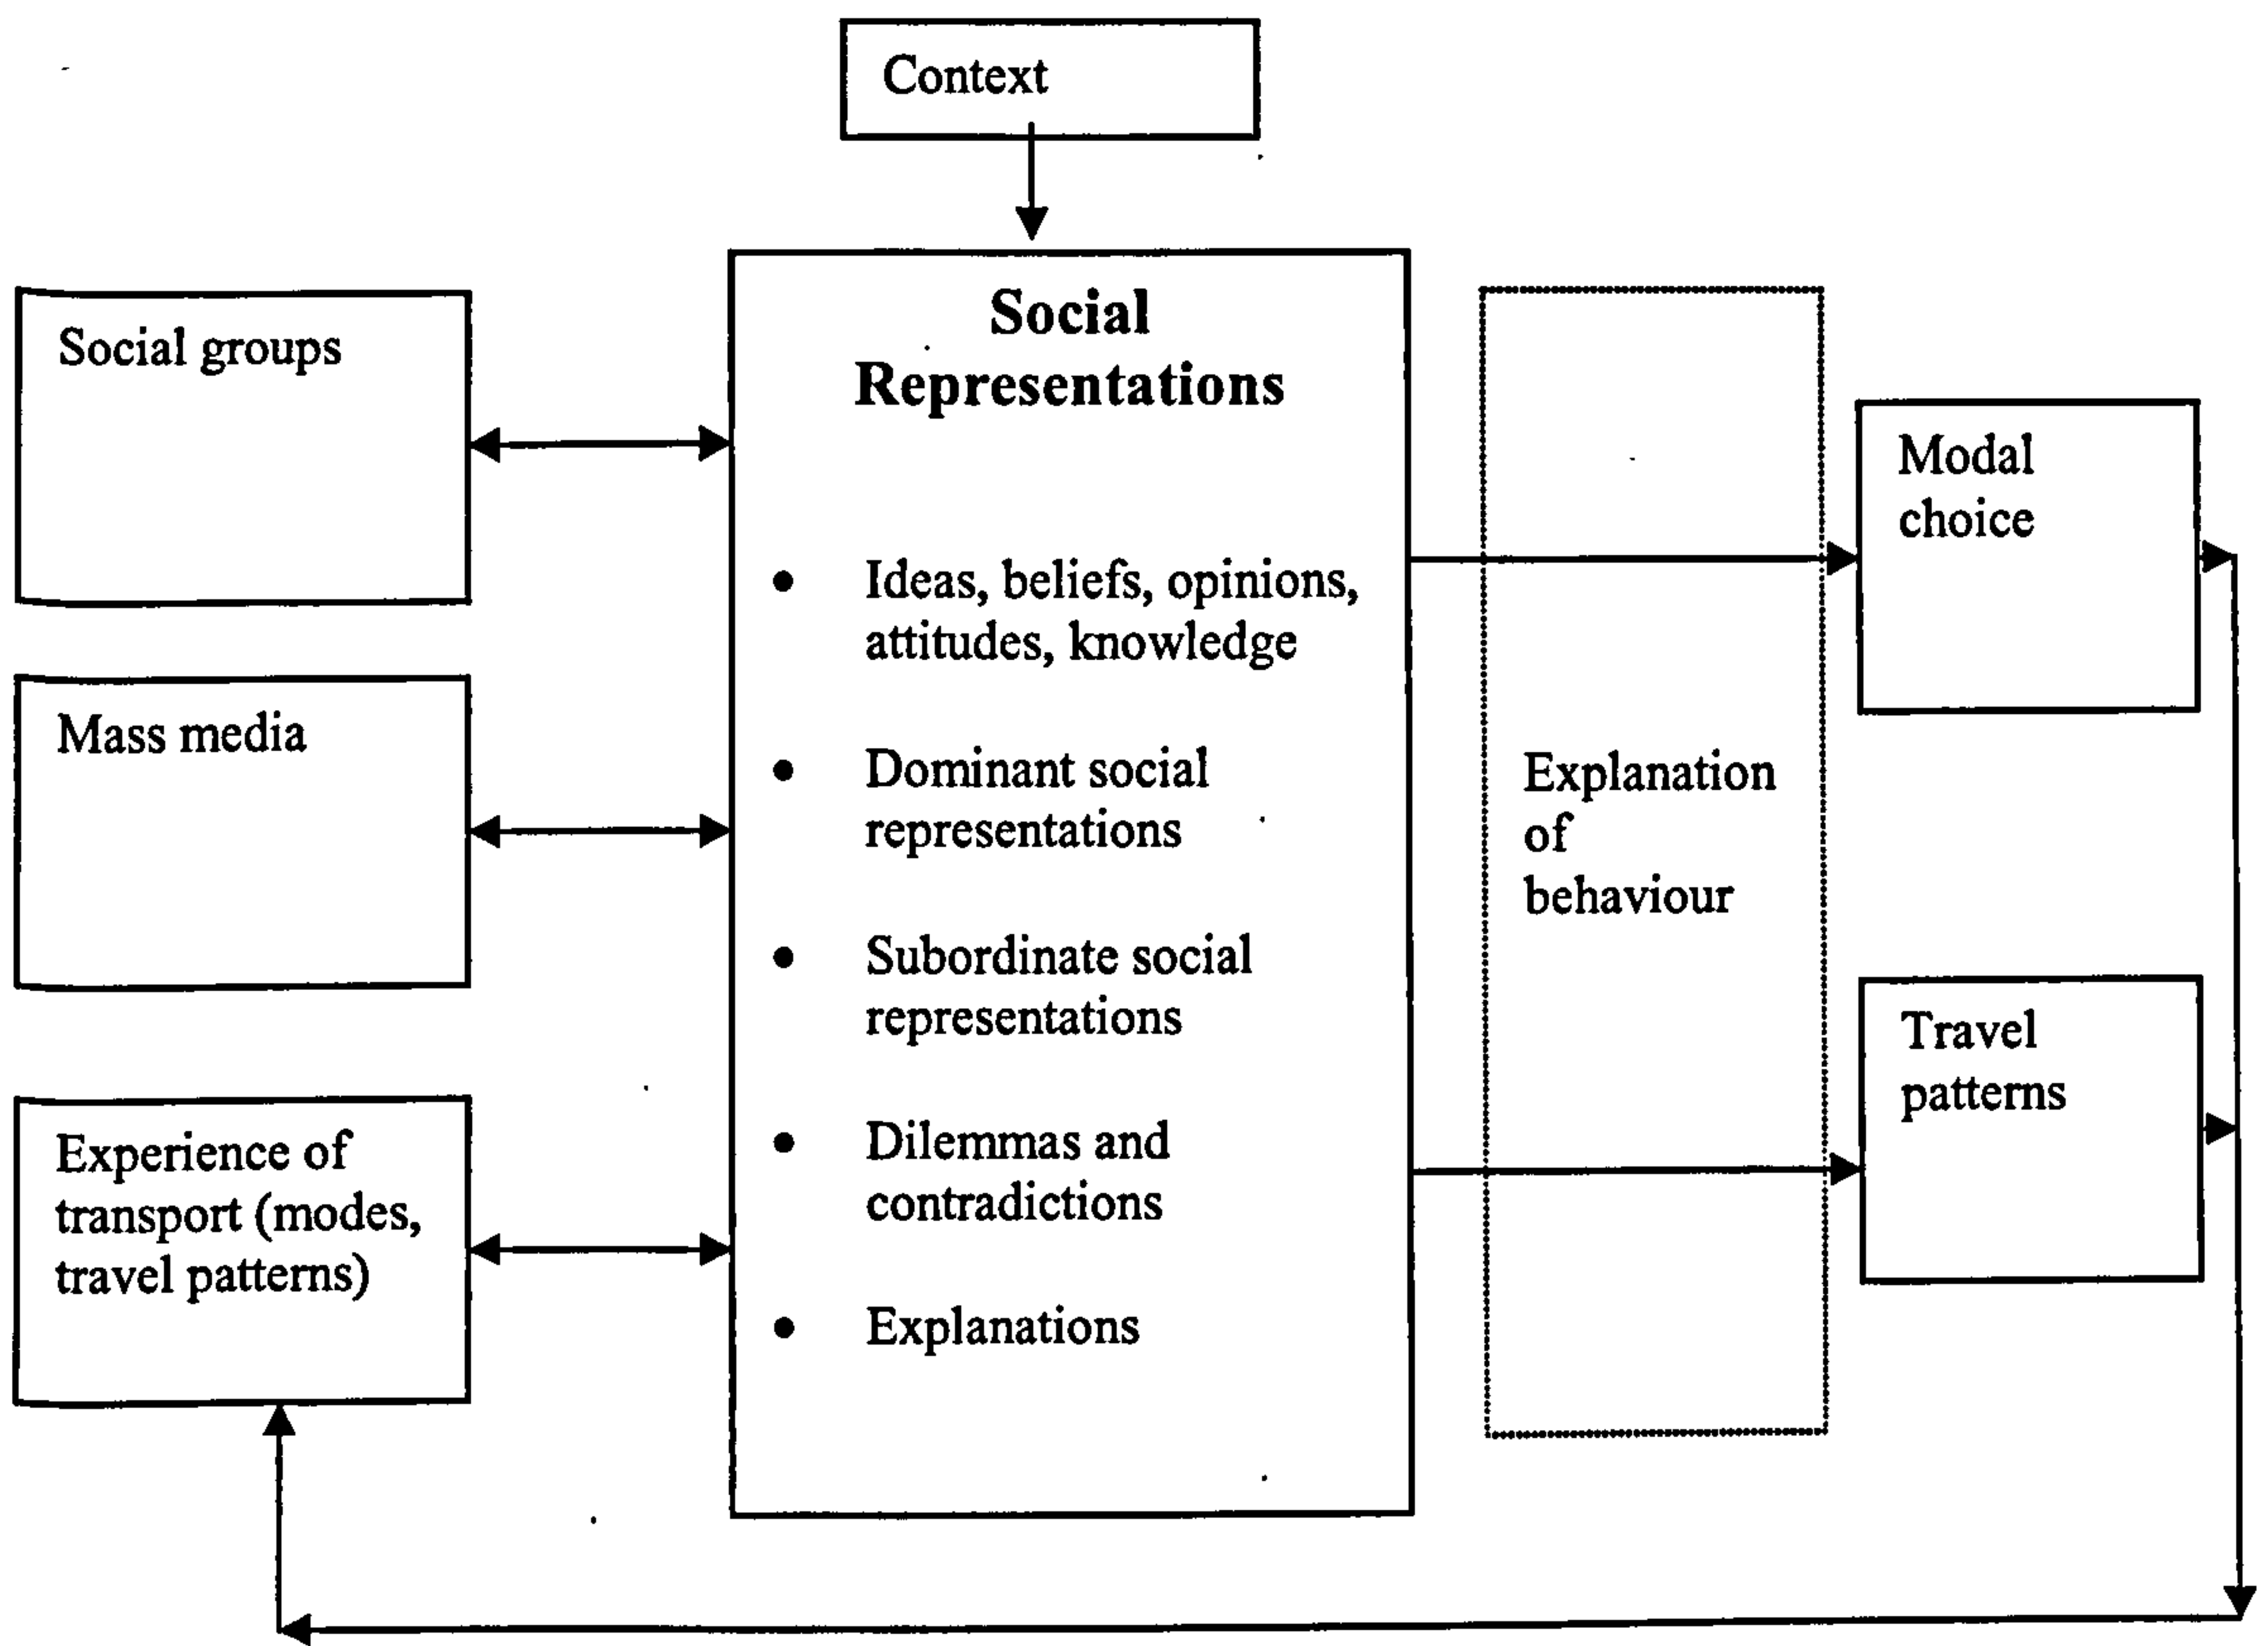 Context
Social groups
Mass media
Experience of
transport (modes,
travel patterns)
Social
Representations
● Ideas, beliefs, opinions,
attitudes, knowledge
● Dominant social
representations
● Subordinate social
representations
● Dilemmas and
contradictions
● Explanations
Explanation
of
behaviour
Modal
choice
Travel
patterns